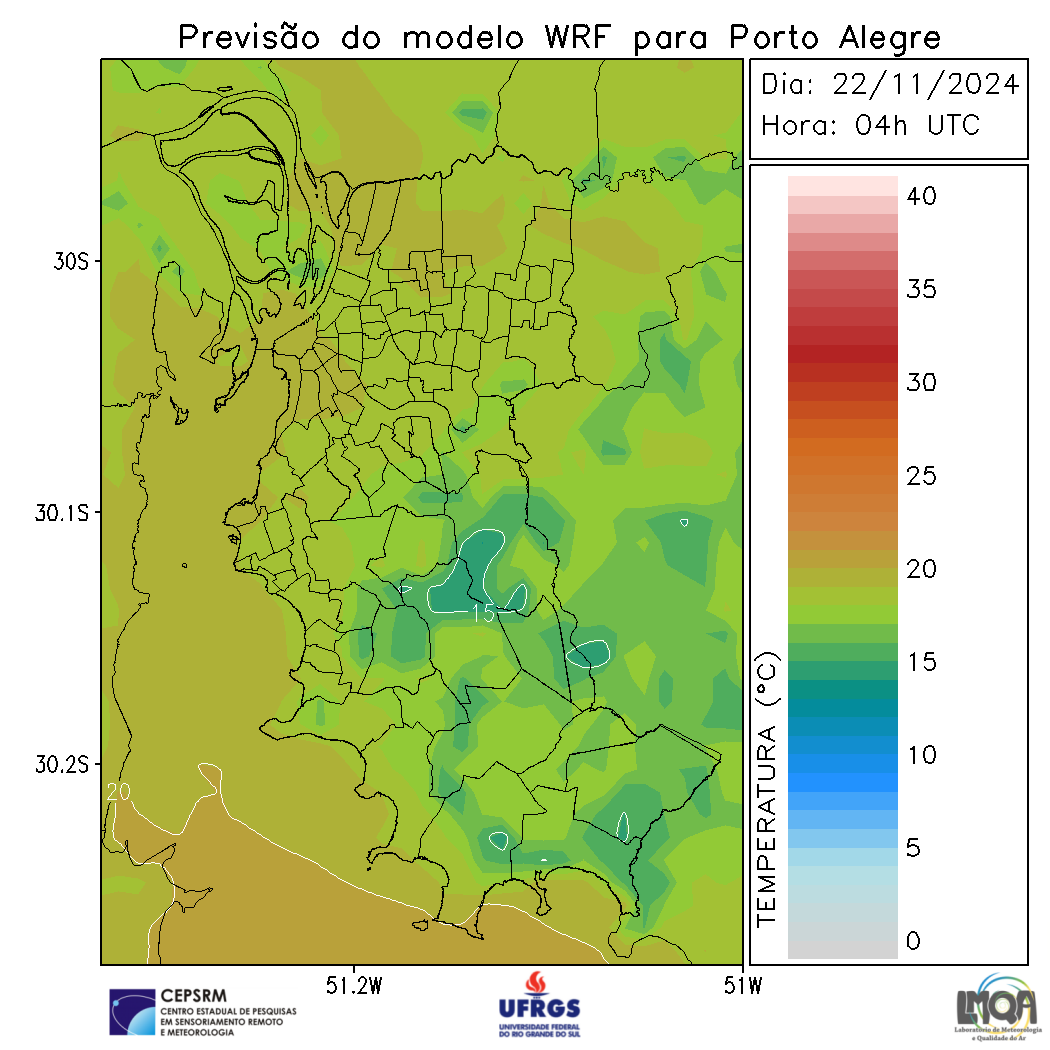 Previsão do modelo WRF para Porto Alegre
Dia: 22/11/2024
Hora: 04h UTC
30S
30.1S
30.2S
51.2W
51W
20
15
40
35
30
25
20
15
10
5
0
TEMPERATURA (°C)
CEPSRM
CENTRO ESTADUAL DE PESQUISAS
EM SENSORIAMENTO REMOTO
E METEOROLOGIA
UFRGS
UNIVERSIDADE FEDERAL
DO RIO GRANDE DO SUL
LMQA
Laboratório de Meteorologia
e Qualidade do Ar